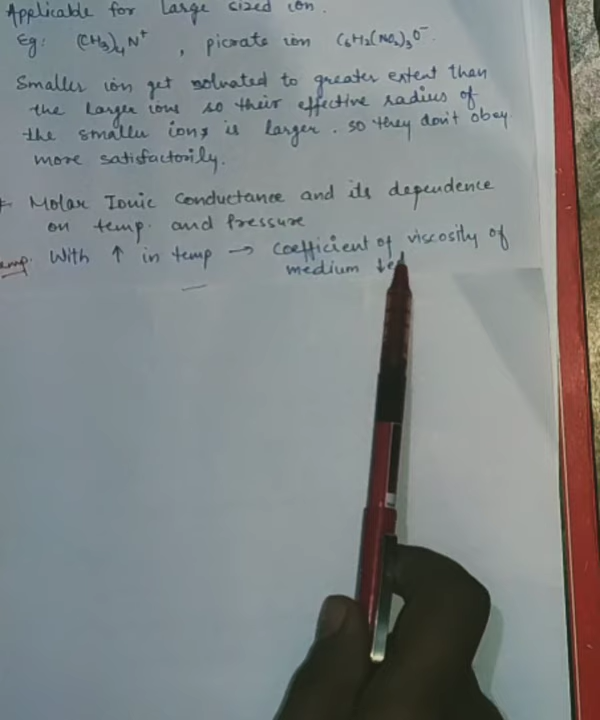 Applicable for large sized ion.
Eg: (CH3)4N+ , picrate ion C6H2(NO2)3O-.
Smaller ion get solvated to greater extent than
the larger ions so their effective radius of
the smaller ions is larger. so they don't obey
more satisfactorily.
Molar Ionic Conductance and its dependence
on temp. and Pressure
With ↑ in temp → coefficient of viscosity of
medium ↓es